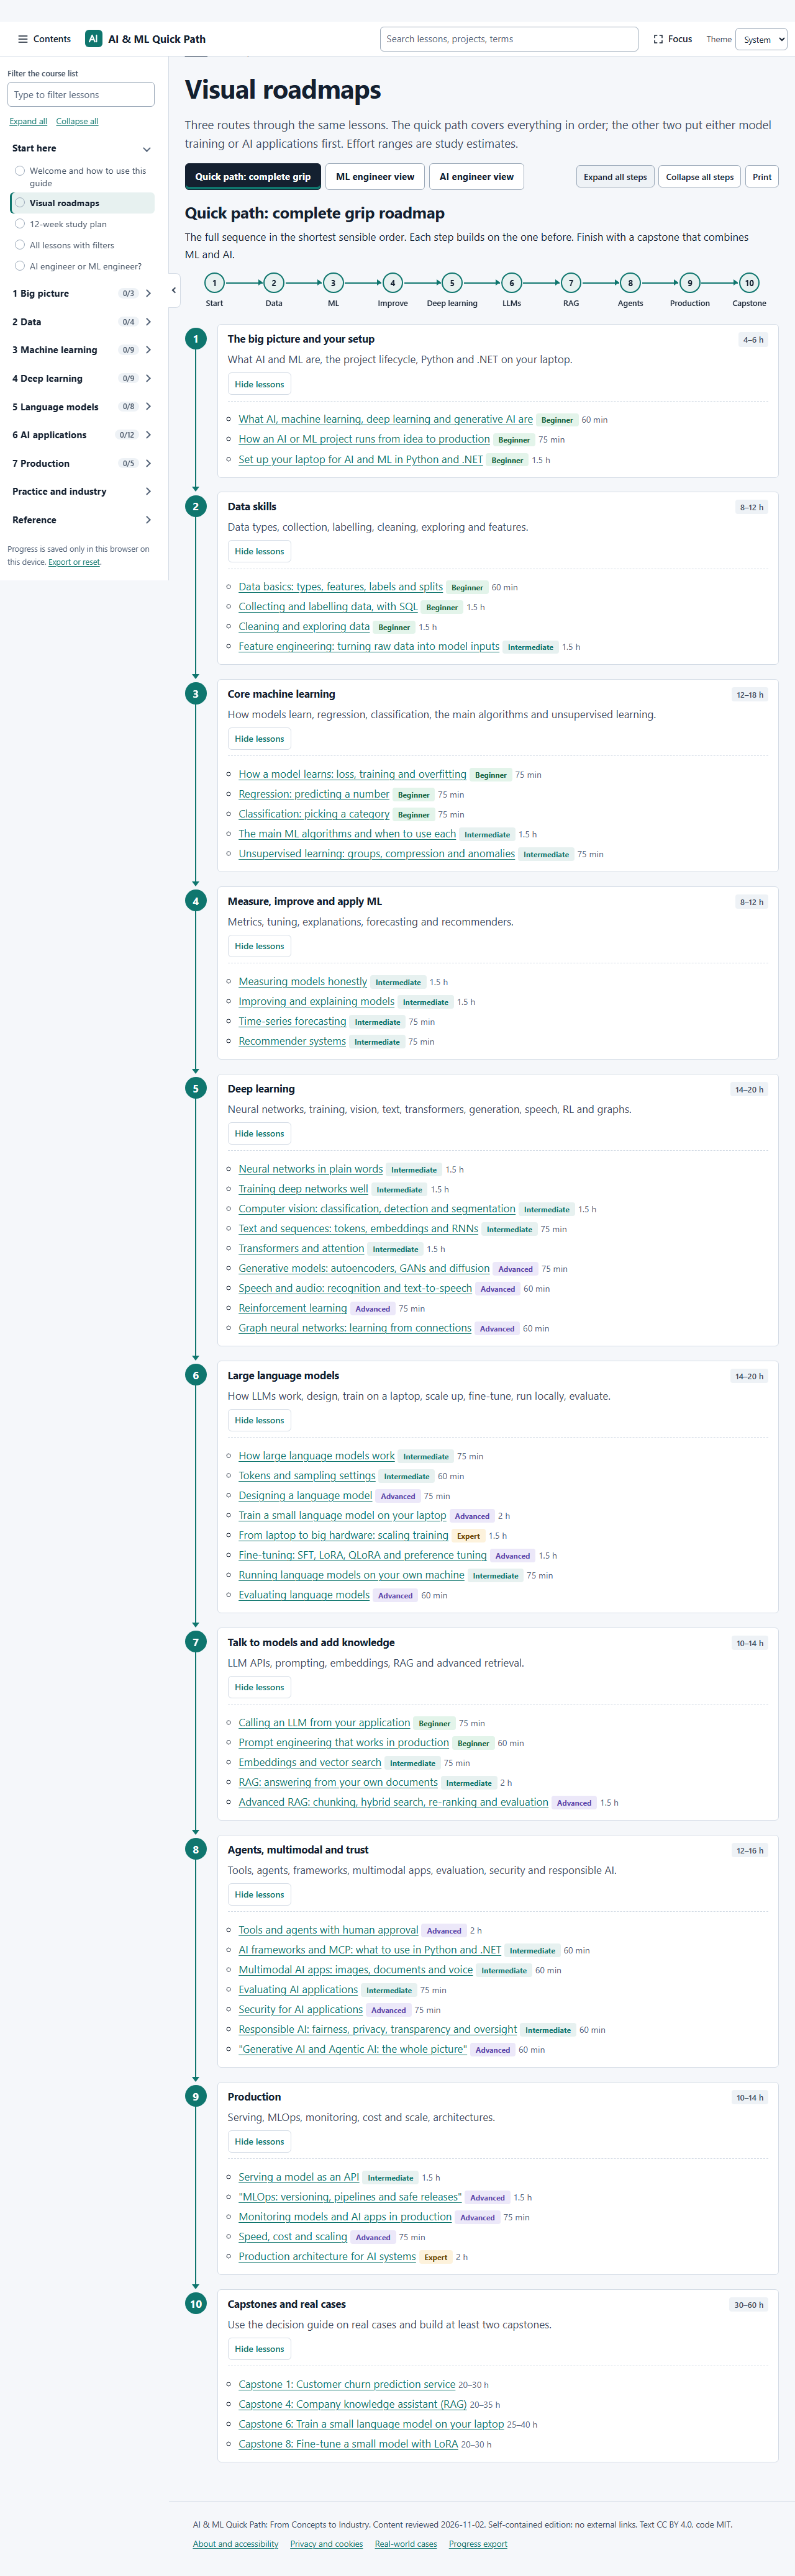 Contents
AI AI & ML Quick Path
Search lessons, projects, terms
Focus
Theme
System
Filter the course list
Type to filter lessons
Expand all Collapse all
Start here
Welcome and how to use this
guide
Visual roadmaps
12-week study plan
All lessons with filters
AI engineer or ML engineer?
1 Big picture 0/3
2 Data 0/4
3 Machine learning 0/9
4 Deep learning 0/9
5 Language models 0/8
6 AI applications 0/12
7 Production 0/5
Practice and industry
Reference
Progress is saved only in this browser on
this device. Export or reset.
Visual roadmaps
Three routes through the same lessons. The quick path covers everything in order; the other two put either model
training or AI applications first. Effort ranges are study estimates.
Quick path: complete grip ML engineer view AI engineer view Expand all steps Collapse all steps Print
Quick path: complete grip roadmap
The full sequence in the shortest sensible order. Each step builds on the one before. Finish with a capstone that combines
ML and AI.
1 2 3 4 5 6 7 8 9 10
Start Data ML Improve Deep learning LLMs RAG Agents Production Capstone
1 The big picture and your setup 4–6 h
What AI and ML are, the project lifecycle, Python and .NET on your laptop.
Hide lessons
What AI, machine learning, deep learning and generative AI are Beginner 60 min
How an AI or ML project runs from idea to production Beginner 75 min
Set up your laptop for AI and ML in Python and .NET Beginner 1.5 h
2 Data skills 8–12 h
Data types, collection, labelling, cleaning, exploring and features.
Hide lessons
Data basics: types, features, labels and splits Beginner 60 min
Collecting and labelling data, with SQL Beginner 1.5 h
Cleaning and exploring data Beginner 1.5 h
Feature engineering: turning raw data into model inputs Intermediate 1.5 h
3 Core machine learning 12–18 h
How models learn, regression, classification, the main algorithms and unsupervised learning.
Hide lessons
How a model learns: loss, training and overfitting Beginner 75 min
Regression: predicting a number Beginner 75 min
Classification: picking a category Beginner 75 min
The main ML algorithms and when to use each Intermediate 1.5 h
Unsupervised learning: groups, compression and anomalies Intermediate 75 min
4 Measure, improve and apply ML 8–12 h
Metrics, tuning, explanations, forecasting and recommenders.
Hide lessons
Measuring models honestly Intermediate 1.5 h
Improving and explaining models Intermediate 1.5 h
Time-series forecasting Intermediate 75 min
Recommender systems Intermediate 75 min
5 Deep learning 14–20 h
Neural networks, training, vision, text, transformers, generation, speech, RL and graphs.
Hide lessons
Neural networks in plain words Intermediate 1.5 h
Training deep networks well Intermediate 1.5 h
Computer vision: classification, detection and segmentation Intermediate 1.5 h
Text and sequences: tokens, embeddings and RNNs Intermediate 75 min
Transformers and attention Intermediate 1.5 h
Generative models: autoencoders, GANs and diffusion Advanced 75 min
Speech and audio: recognition and text-to-speech Advanced 60 min
Reinforcement learning Advanced 75 min
Graph neural networks: learning from connections Advanced 60 min
6 Large language models 14–20 h
How LLMs work, design, train on a laptop, scale up, fine-tune, run locally, evaluate.
Hide lessons
How large language models work Intermediate 75 min
Tokens and sampling settings Intermediate 60 min
Designing a language model Advanced 75 min
Train a small language model on your laptop Advanced 2 h
From laptop to big hardware: scaling training Expert 1.5 h
Fine-tuning: SFT, LoRA, QLoRA and preference tuning Advanced 1.5 h
Running language models on your own machine Intermediate 75 min
Evaluating language models Advanced 60 min
7 Talk to models and add knowledge 10–14 h
LLM APIs, prompting, embeddings, RAG and advanced retrieval.
Hide lessons
Calling an LLM from your application Beginner 75 min
Prompt engineering that works in production Beginner 60 min
Embeddings and vector search Intermediate 75 min
RAG: answering from your own documents Intermediate 2 h
Advanced RAG: chunking, hybrid search, re-ranking and evaluation Advanced 1.5 h
8 Agents, multimodal and trust 12–16 h
Tools, agents, frameworks, multimodal apps, evaluation, security and responsible AI.
Hide lessons
Tools and agents with human approval Advanced 2 h
AI frameworks and MCP: what to use in Python and .NET Intermediate 60 min
Multimodal AI apps: images, documents and voice Intermediate 60 min
Evaluating AI applications Intermediate 75 min
Security for AI applications Advanced 75 min
Responsible AI: fairness, privacy, transparency and oversight Intermediate 60 min
"Generative AI and Agentic AI: the whole picture" Advanced 60 min
9 Production 10–14 h
Serving, MLOps, monitoring, cost and scale, architectures.
Hide lessons
Serving a model as an API Intermediate 1.5 h
"MLOps: versioning, pipelines and safe releases" Advanced 1.5 h
Monitoring models and AI apps in production Advanced 75 min
Speed, cost and scaling Advanced 75 min
Production architecture for AI systems Expert 2 h
10 Capstones and real cases 30–60 h
Use the decision guide on real cases and build at least two capstones.
Hide lessons
Capstone 1: Customer churn prediction service 20–30 h
Capstone 4: Company knowledge assistant (RAG) 20–35 h
Capstone 6: Train a small language model on your laptop 25–40 h
Capstone 8: Fine-tune a small model with LoRA 20–30 h
AI & ML Quick Path: From Concepts to Industry. Content reviewed 2026-11-02. Self-contained edition: no external links. Text CC BY 4.0, code MIT.
About and accessibility Privacy and cookies Real-world cases Progress export